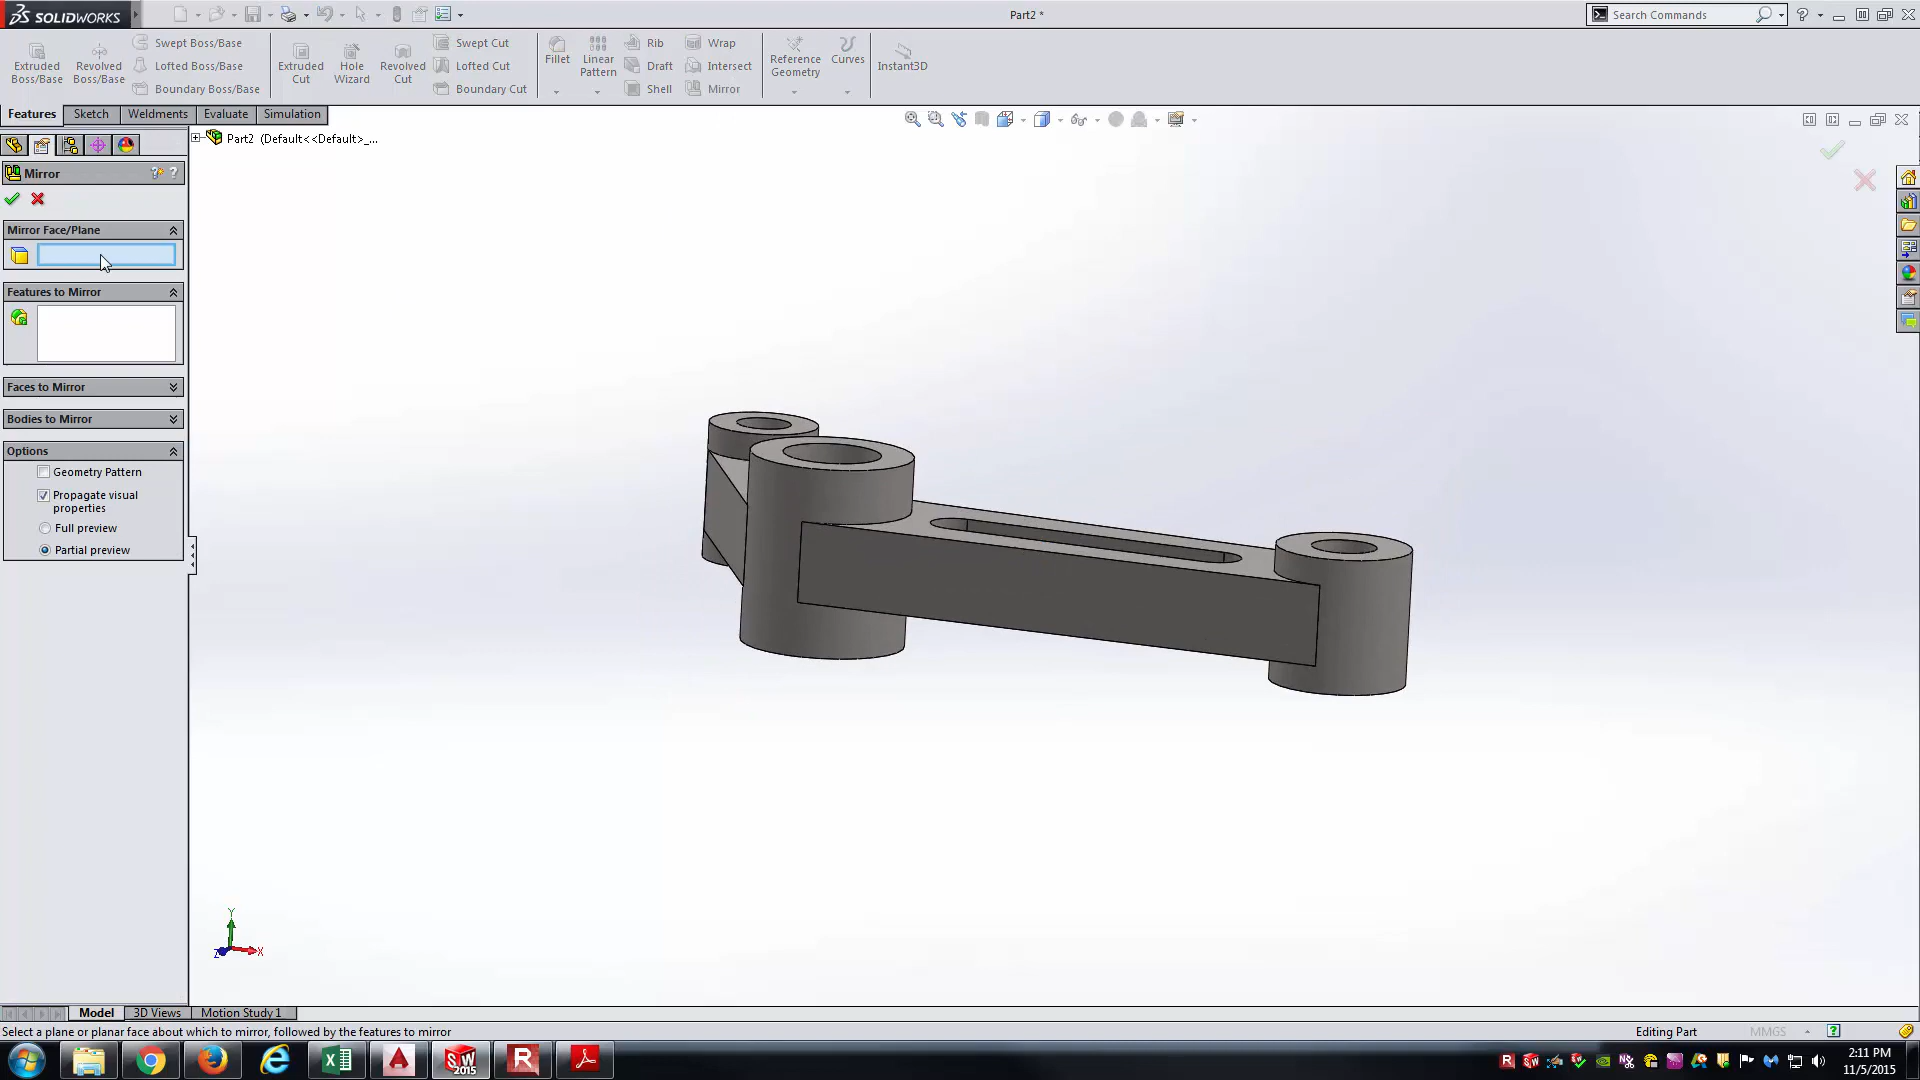 SOLIDWORKS
Part2 *
Search Commands
Extruded Boss/Base
Revolved Boss/Base
Swept Boss/Base
Lofted Boss/Base
Boundary Boss/Base
Extruded Cut
Hole Wizard
Revolved Cut
Swept Cut
Lofted Cut
Boundary Cut
Fillet
Linear Pattern
Rib
Draft
Shell
Wrap
Intersect
Mirror
Reference Geometry
Curves
Instant3D
Features
Sketch
Weldments
Evaluate
Simulation
Part2 (Default<<Default>_...
Mirror
Mirror Face/Plane
Features to Mirror
Faces to Mirror
Bodies to Mirror
Options
Geometry Pattern
Propagate visual
properties
Full preview
Partial preview
Y
Z
X
Model
3D Views
Motion Study 1
Select a plane or planar face about which to mirror, followed by the features to mirror
Editing Part
MMGS
2:11 PM
11/5/2015